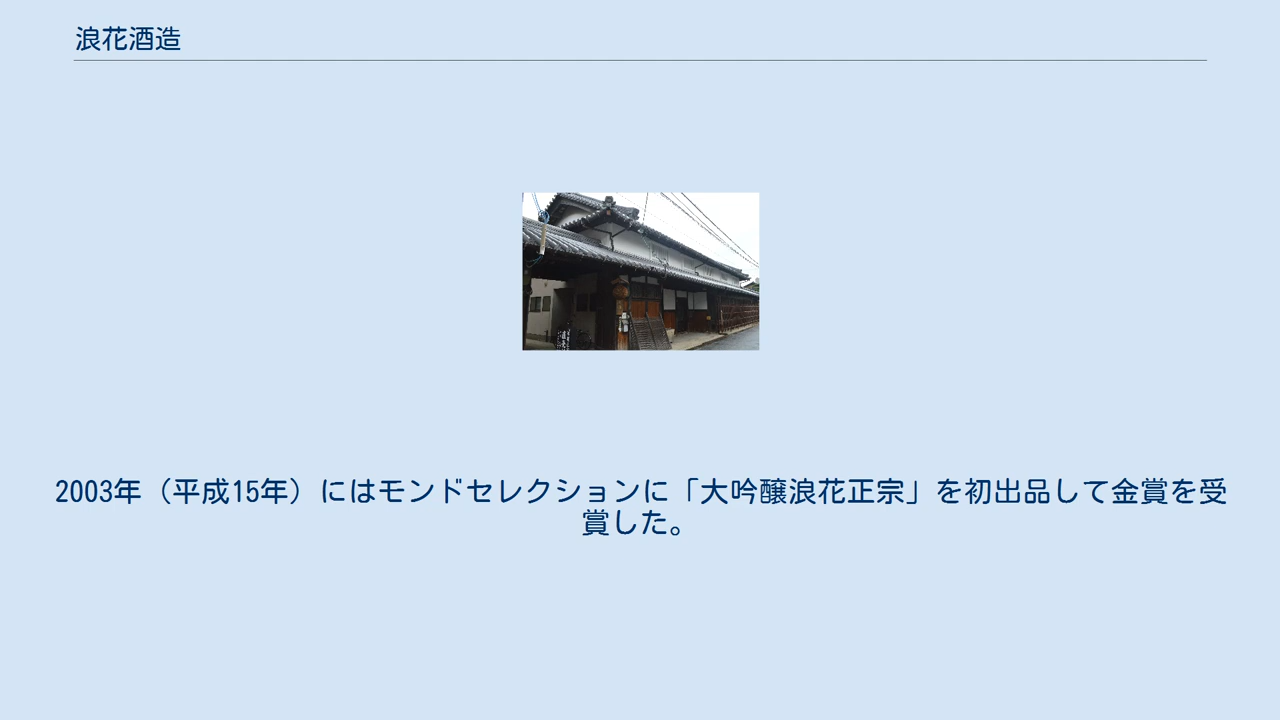 浪花酒造
2003年（平成15年）にはモンドセレクションに「大吟醸浪花正宗」を初出品して金賞を受
賞した。